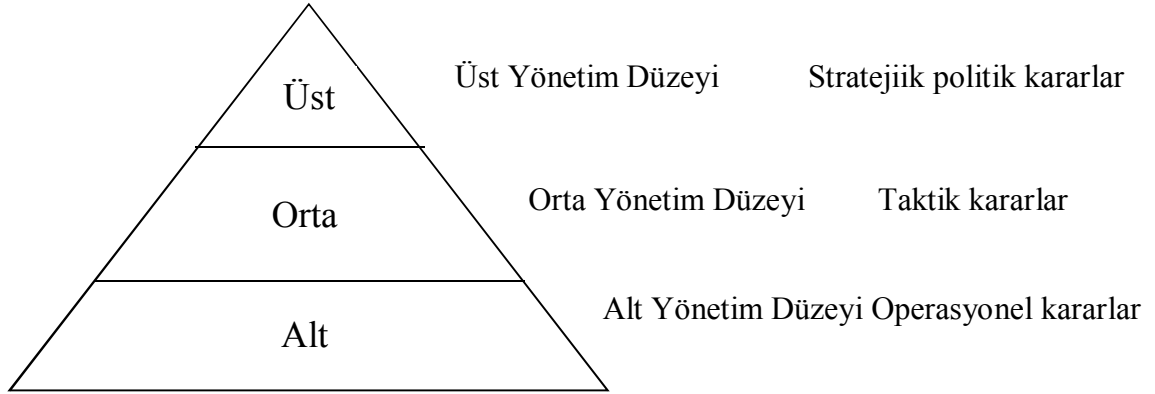 Üst
Üst Yönetim Düzeyi Stratejiik politik kararlar
Orta
Orta Yönetim Düzeyi Taktik kararlar
Alt
Alt Yönetim Düzeyi Operasyonel kararlar